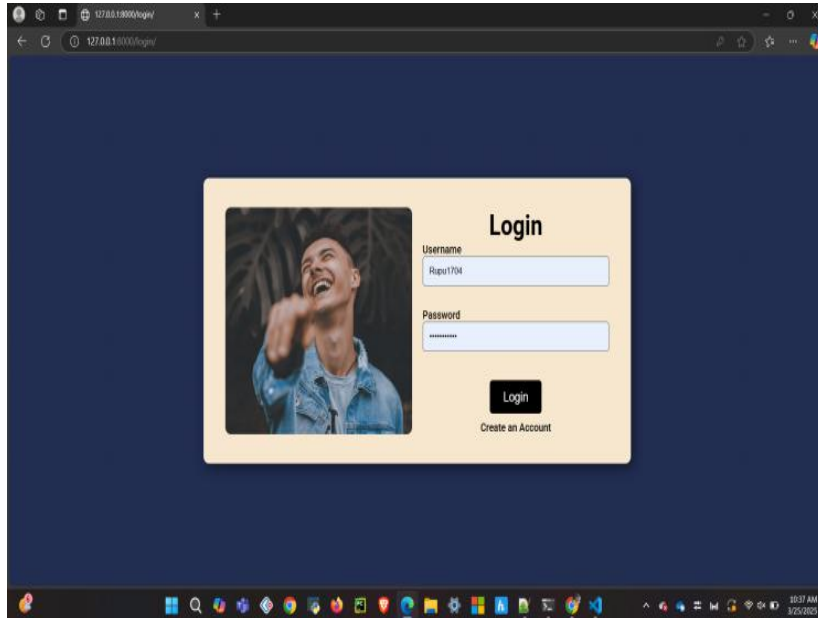 127.0.0.1:8000/login/
127.0.0.1:8000/login/
Login
Username
Rupu1704
Password
Login
Create an Account
10:37 AM
3/25/2025